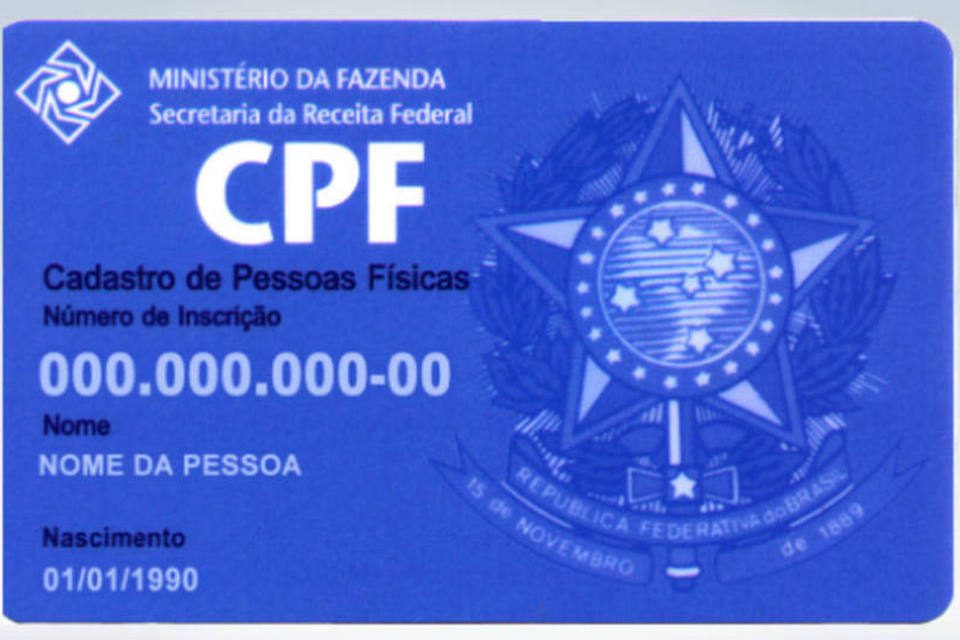 MINISTÉRIO DA FAZENDA
Secretaria da Receita Federal
CPF
Cadastro de Pessoas Físicas
Número de Inscrição
000.000.000-00
Nome
NOME DA PESSOA
Nascimento
01/01/1990
REPUBLICA FEDERATIVA do BRASIL
15 de NOVEMBRO de 1889